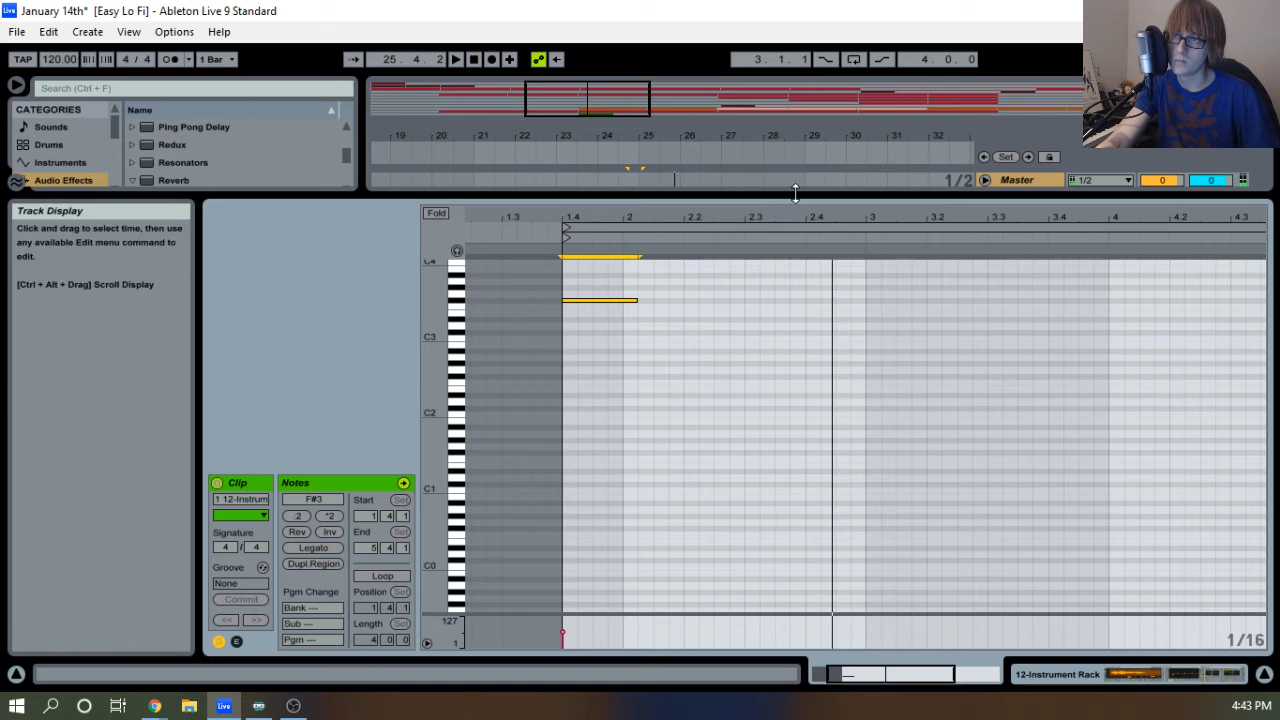 January 14th*  [Easy Lo Fi] - Ableton Live 9 Standard
File Edit Create View Options Help
TAP 120.00 4 / 4 1 Bar 25. 4. 2 3. 1. 1 4. 0. 0
Search (Ctrl + F)
CATEGORIES Name
Sounds Ping Pong Delay
Drums Redux
Instruments Resonators
Audio Effects Reverb
19 20 21 22 23 24 25 26 27 28 29 30 31 32
Set
1/2 Master 1/2 0 0
Track Display
Click and drag to select time, then use any available Edit menu command to edit.
[Ctrl + Alt + Drag] Scroll Display
Fold 1.3 1.4 2 2.2 2.3 2.4 3 3.2 3.3 3.4 4 4.2 4.3
C4
C3
C2
C1
C0
Clip Notes
1 12-Instrum F#3 Start Set
:2 *2 1 4 1
Signature Rev Inv End Set
4 / 4 Legato 5 4 1
Groove Dupl.Region Loop
None Pgm Change Position Set
Commit Bank --- 1 4 1
<< >> Sub --- Length Set
Pgm --- 4 0 0
127
1 1/16
12-Instrument Rack
Live 4:43 PM